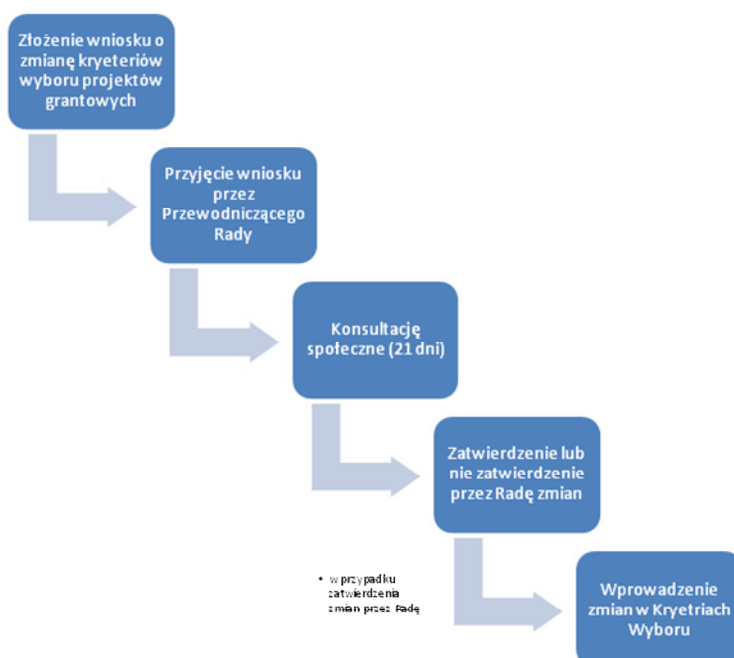 Złożenie wniosku o
zmianę kryeteriów
wyboru projektów
grantowych
Przyjęcie wniosku
przez
Przewodniczącego
Rady
Konsultację
społeczne (21 dni)
Zatwierdzenie lub
nie zatwierdzenie
przez Radę zmian
• w przypadku
zatwierdzenia
zmian przez Radę
Wprowadzenie
zmian w Kryetriach
Wyboru